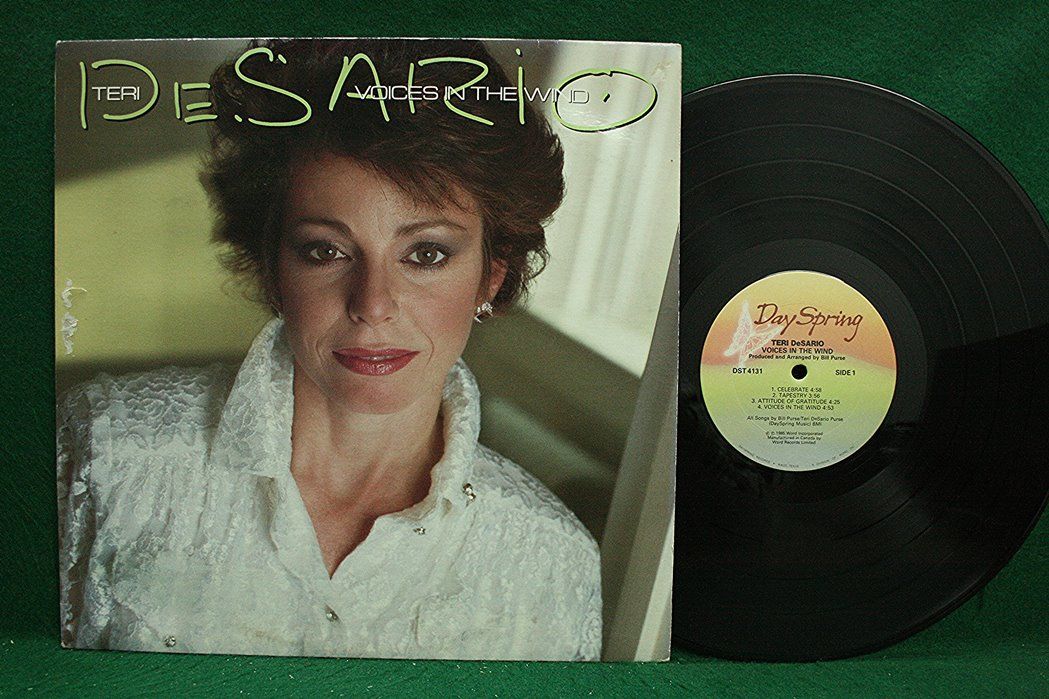 TERI
DESARIO
VOICES IN THE WIND
DaySpring
TERI DeSARIO
VOICES IN THE WIND
Produced and Arranged by Bill Purse
DST 4131
SIDE 1
1. CELEBRATE 4:58
2. TAPESTRY 3:56
3. ATTITUDE OF GRATITUDE 4:25
4. VOICES IN THE WIND 4:53
All Songs by Bill Purse/Teri DeSario Purse
(DaySpring Music) BMI
℗ © 1985 Word Incorporated
Manufactured in Canada by
Word Records Limited